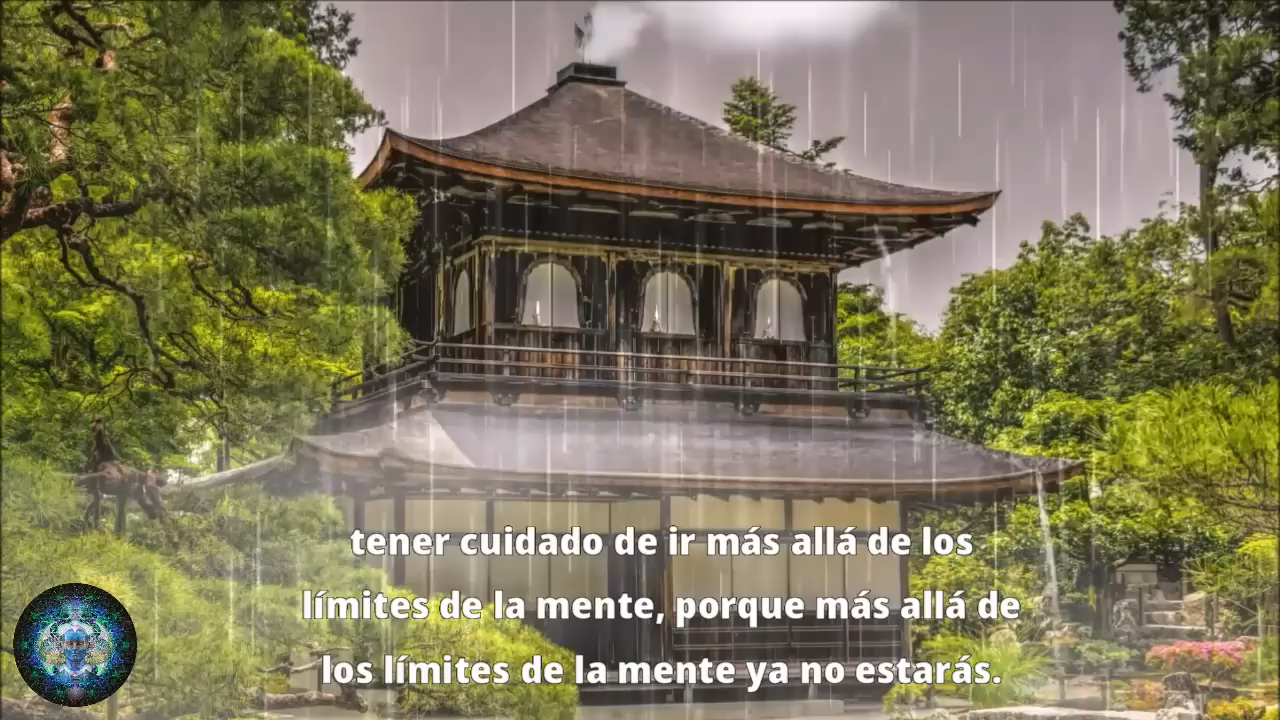 tener cuidado de ir más allá de los
límites de la mente, porque más allá de
los límites de la mente ya no estarás.